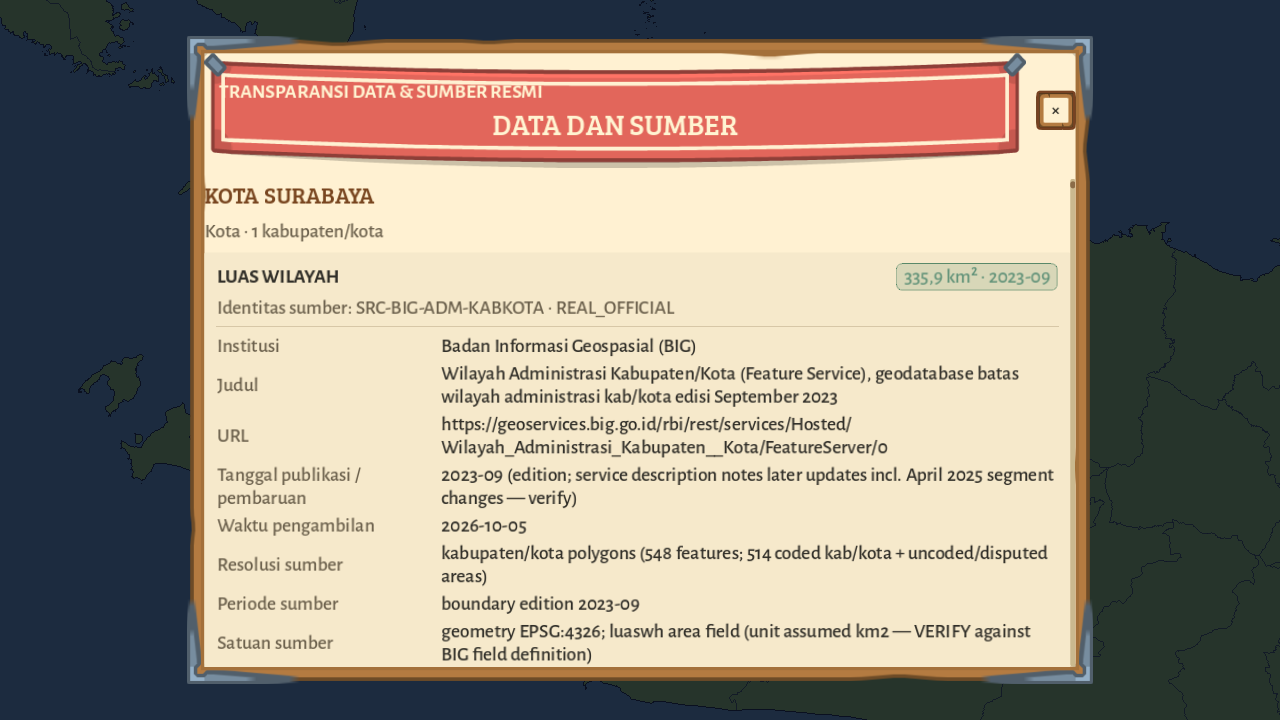 TRANSPARANSI DATA & SUMBER RESMI
DATA DAN SUMBER
×
KOTA SURABAYA
Kota · 1 kabupaten/kota
LUAS WILAYAH
335,9 km² · 2023-09
Identitas sumber: SRC-BIG-ADM-KABKOTA · REAL_OFFICIAL
Institusi
Badan Informasi Geospasial (BIG)
Judul
Wilayah Administrasi Kabupaten/Kota (Feature Service), geodatabase batas
wilayah administrasi kab/kota edisi September 2023
URL
https://geoservices.big.go.id/rbi/rest/services/Hosted/
Wilayah_Administrasi_Kabupaten__Kota/FeatureServer/0
Tanggal publikasi /
pembaruan
2023-09 (edition; service description notes later updates incl. April 2025 segment
changes — verify)
Waktu pengambilan
2026-10-05
Resolusi sumber
kabupaten/kota polygons (548 features; 514 coded kab/kota + uncoded/disputed
areas)
Periode sumber
boundary edition 2023-09
Satuan sumber
geometry EPSG:4326; luaswh area field (unit assumed km2 — VERIFY against
BIG field definition)